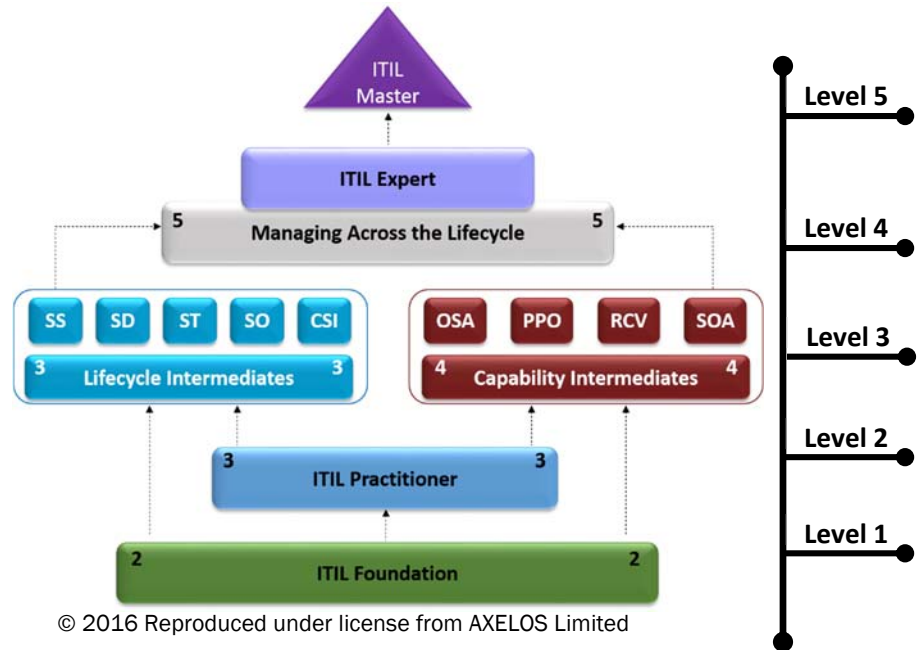 ITIL
Master
Level 5
ITIL Expert
5 Managing Across the Lifecycle 5
Level 4
SS SD ST SO CSI
OSA PPO RCV SOA
Level 3
3 Lifecycle Intermediates 3
4 Capability Intermediates 4
Level 2
3 ITIL Practitioner 3
Level 1
2 ITIL Foundation 2
© 2016 Reproduced under license from AXELOS Limited